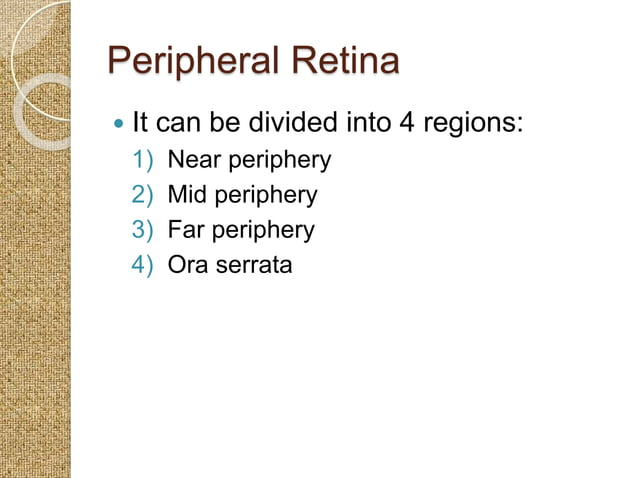 Peripheral Retina
• It can be divided into 4 regions:
1) Near periphery
2) Mid periphery
3) Far periphery
4) Ora serrata